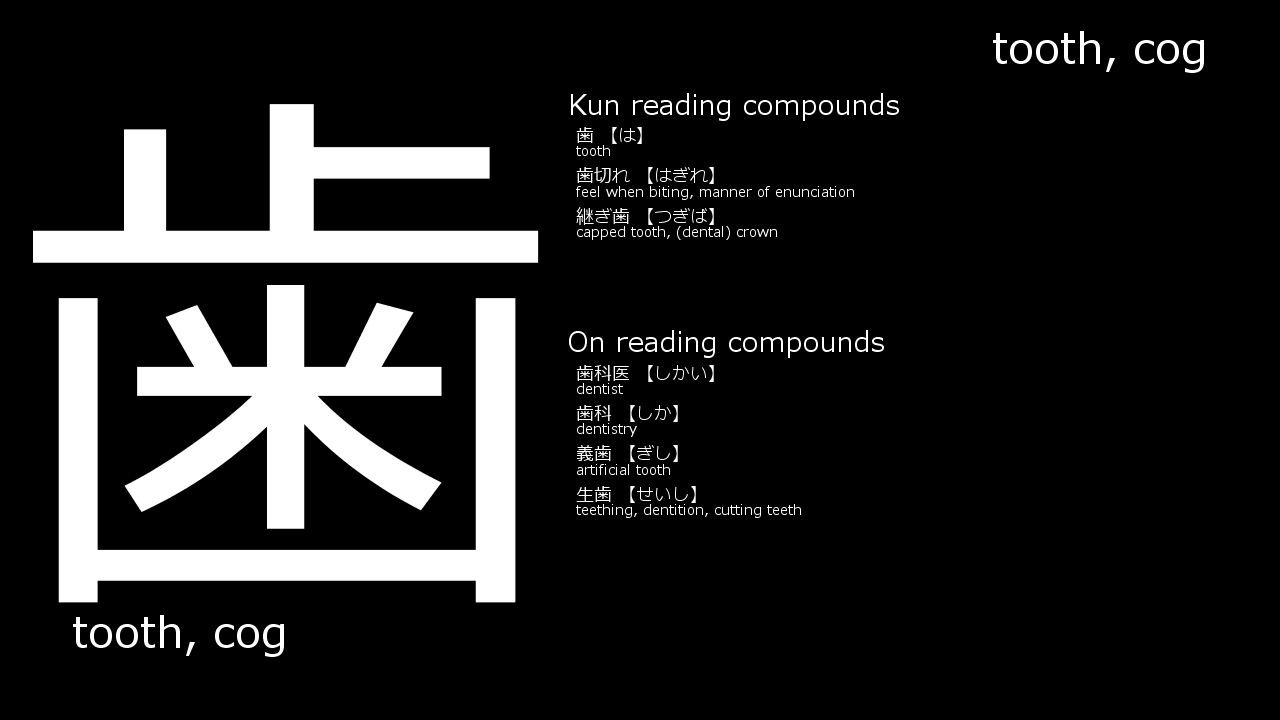 tooth, cog
歯
tooth, cog
Kun reading compounds
歯 【は】
tooth
歯切れ 【はぎれ】
feel when biting, manner of enunciation
継ぎ歯 【つぎば】
capped tooth, (dental) crown
On reading compounds
歯科医 【しかい】
dentist
歯科 【しか】
dentistry
義歯 【ぎし】
artificial tooth
生歯 【せいし】
teething, dentition, cutting teeth